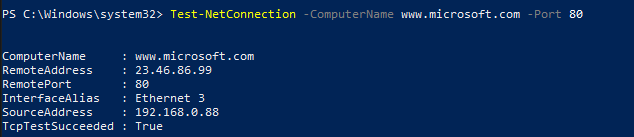 PS C:\Windows\system32> Test-NetConnection -ComputerName www.microsoft.com -Port 80
ComputerName     : www.microsoft.com
RemoteAddress    : 23.46.86.99
RemotePort       : 80
InterfaceAlias   : Ethernet 3
SourceAddress    : 192.168.0.88
TcpTestSucceeded : True